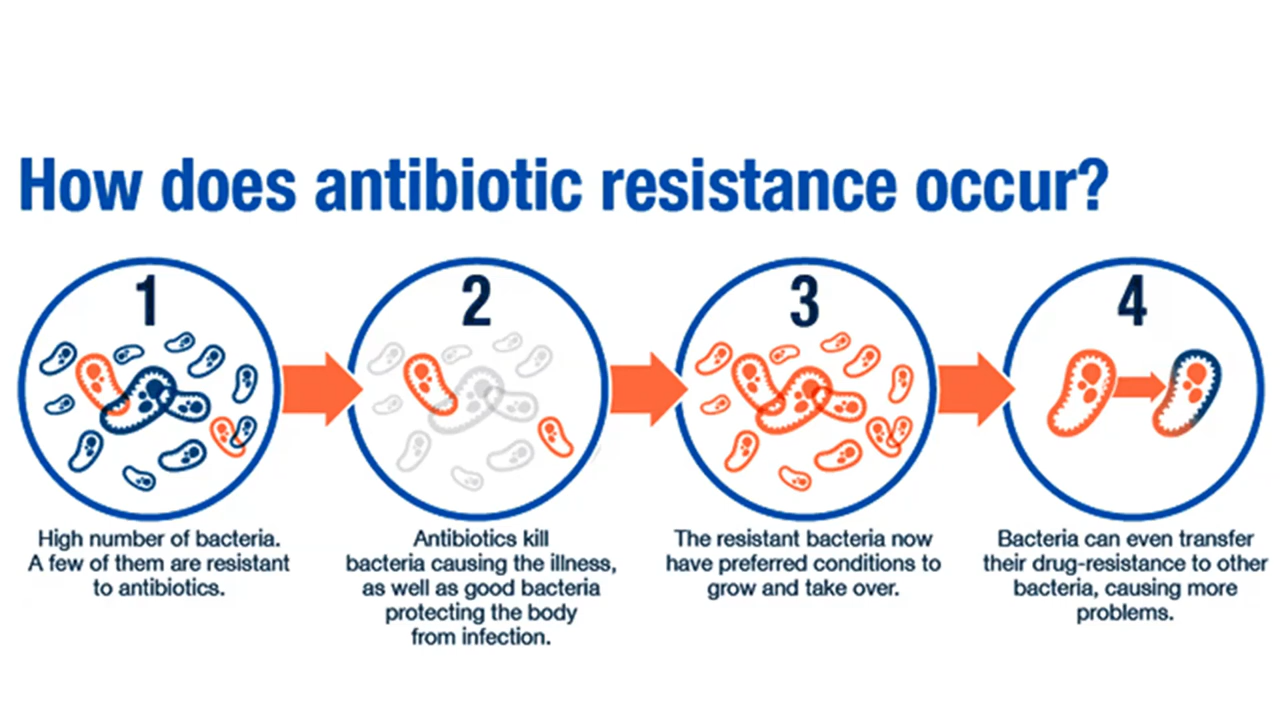 How does antibiotic resistance occur?
1
2
3
4
High number of bacteria.
A few of them are resistant
to antibiotics.
Antibiotics kill
bacteria causing the illness,
as well as good bacteria
protecting the body
from infection.
The resistant bacteria now
have preferred conditions to
grow and take over.
Bacteria can even transfer
their drug-resistance to other
bacteria, causing more
problems.